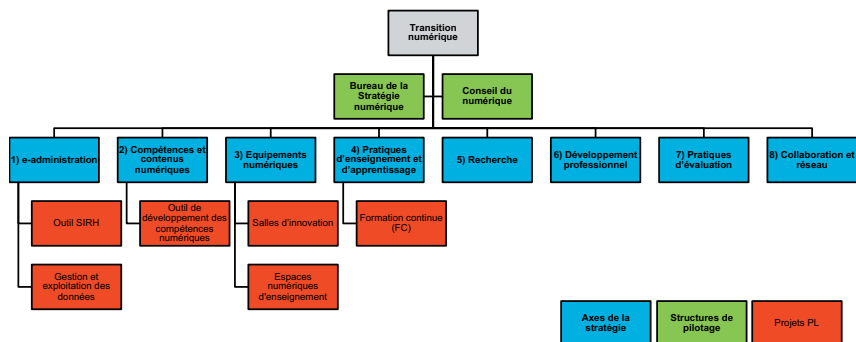 Transition
numérique
Bureau de la
Stratégie
numérique
Conseil du
numérique
1) e-administration
2) Compétences et
contenus
numériques
3) Equipements
numériques
4) Pratiques
d'enseignement et
d'apprentissage
5) Recherche
6) Développement
professionnel
7) Pratiques
d'évaluation
8) Collaboration et
réseau
Outil SIRH
Outil de
développement des
compétences
numériques
Salles d'innovation
Formation continue
(FC)
Gestion et
exploitation des
données
Espaces
numériques
d'enseignement
Axes de la
stratégie
Structures de
pilotage
Projets PL